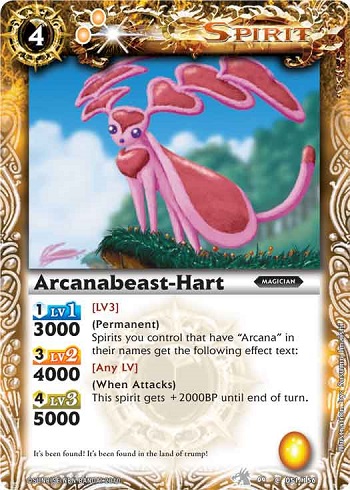 4
SPIRIT
Arcanabeast-Hart
MAGICIAN
1 LV1
3000
3 LV2
4000
4 LV3
5000
[LV3]
(Permanent)
Spirits you control that have “Arcana” in
their names get the following effect text:
[Any LV]
(When Attacks)
This spirit gets +2000BP until end of turn.
It's been found! It's been found in the land of trump!